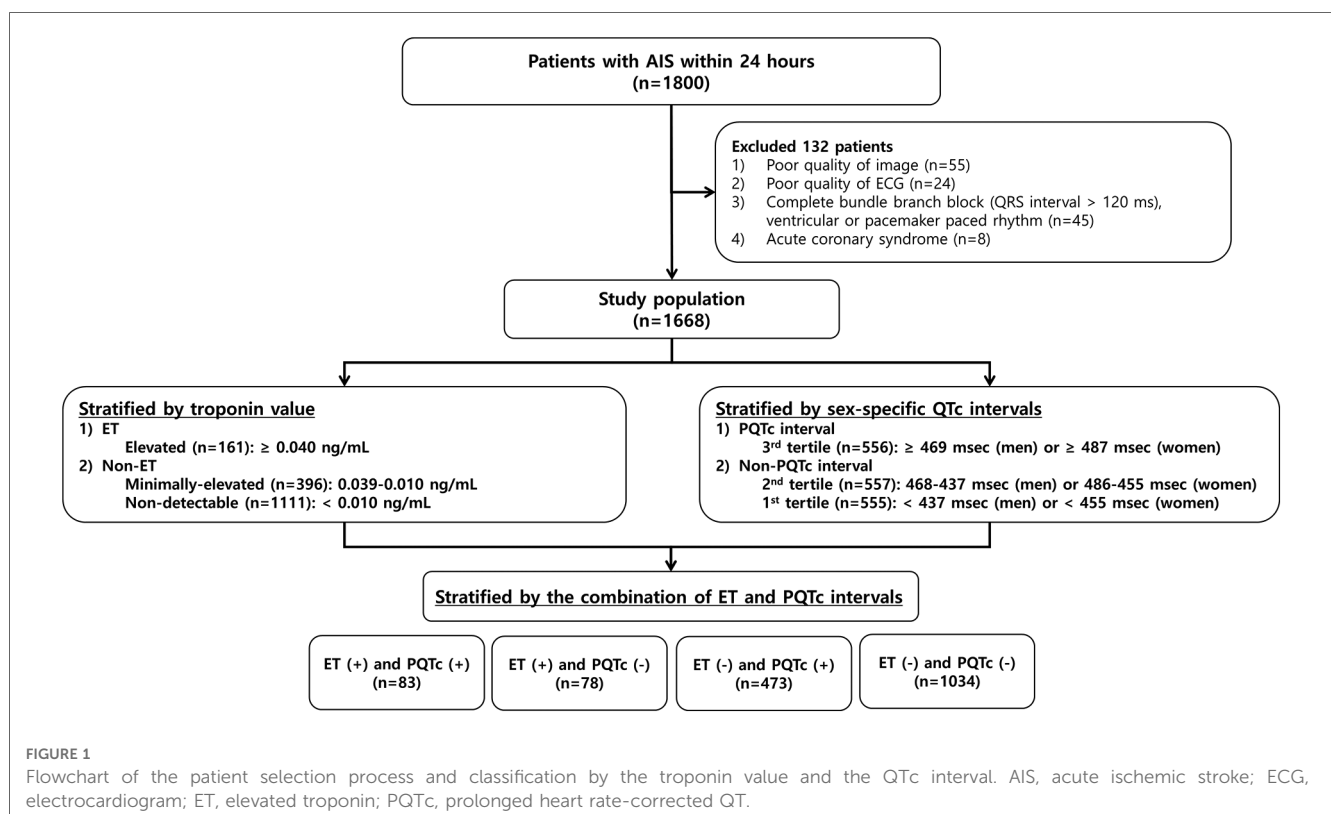 Patients with AIS within 24 hours
(n=1800)
Excluded 132 patients
1) Poor quality of image (n=55)
2) Poor quality of ECG (n=24)
3) Complete bundle branch block (QRS interval > 120 ms),
ventricular or pacemaker paced rhythm (n=45)
4) Acute coronary syndrome (n=8)
Study population
(n=1668)
Stratified by troponin value
1) ET
Elevated (n=161): ≥ 0.040 ng/mL
2) Non-ET
Minimally-elevated (n=396): 0.039-0.010 ng/mL
Non-detectable (n=1111): < 0.010 ng/mL
Stratified by sex-specific QTc intervals
1) PQTc interval
3rd tertile (n=556): ≥ 469 msec (men) or ≥ 487 msec (women)
2) Non-PQTc interval
2nd tertile (n=557): 468-437 msec (men) or 486-455 msec (women)
1st tertile (n=555): < 437 msec (men) or < 455 msec (women)
Stratified by the combination of ET and PQTc intervals
ET (+) and PQTc (+)
(n=83)
ET (+) and PQTc (-)
(n=78)
ET (-) and PQTc (+)
(n=473)
ET (-) and PQTc (-)
(n=1034)
FIGURE 1
Flowchart of the patient selection process and classification by the troponin value and the QTc interval. AIS, acute ischemic stroke; ECG,
electrocardiogram; ET, elevated troponin; PQTc, prolonged heart rate-corrected QT.